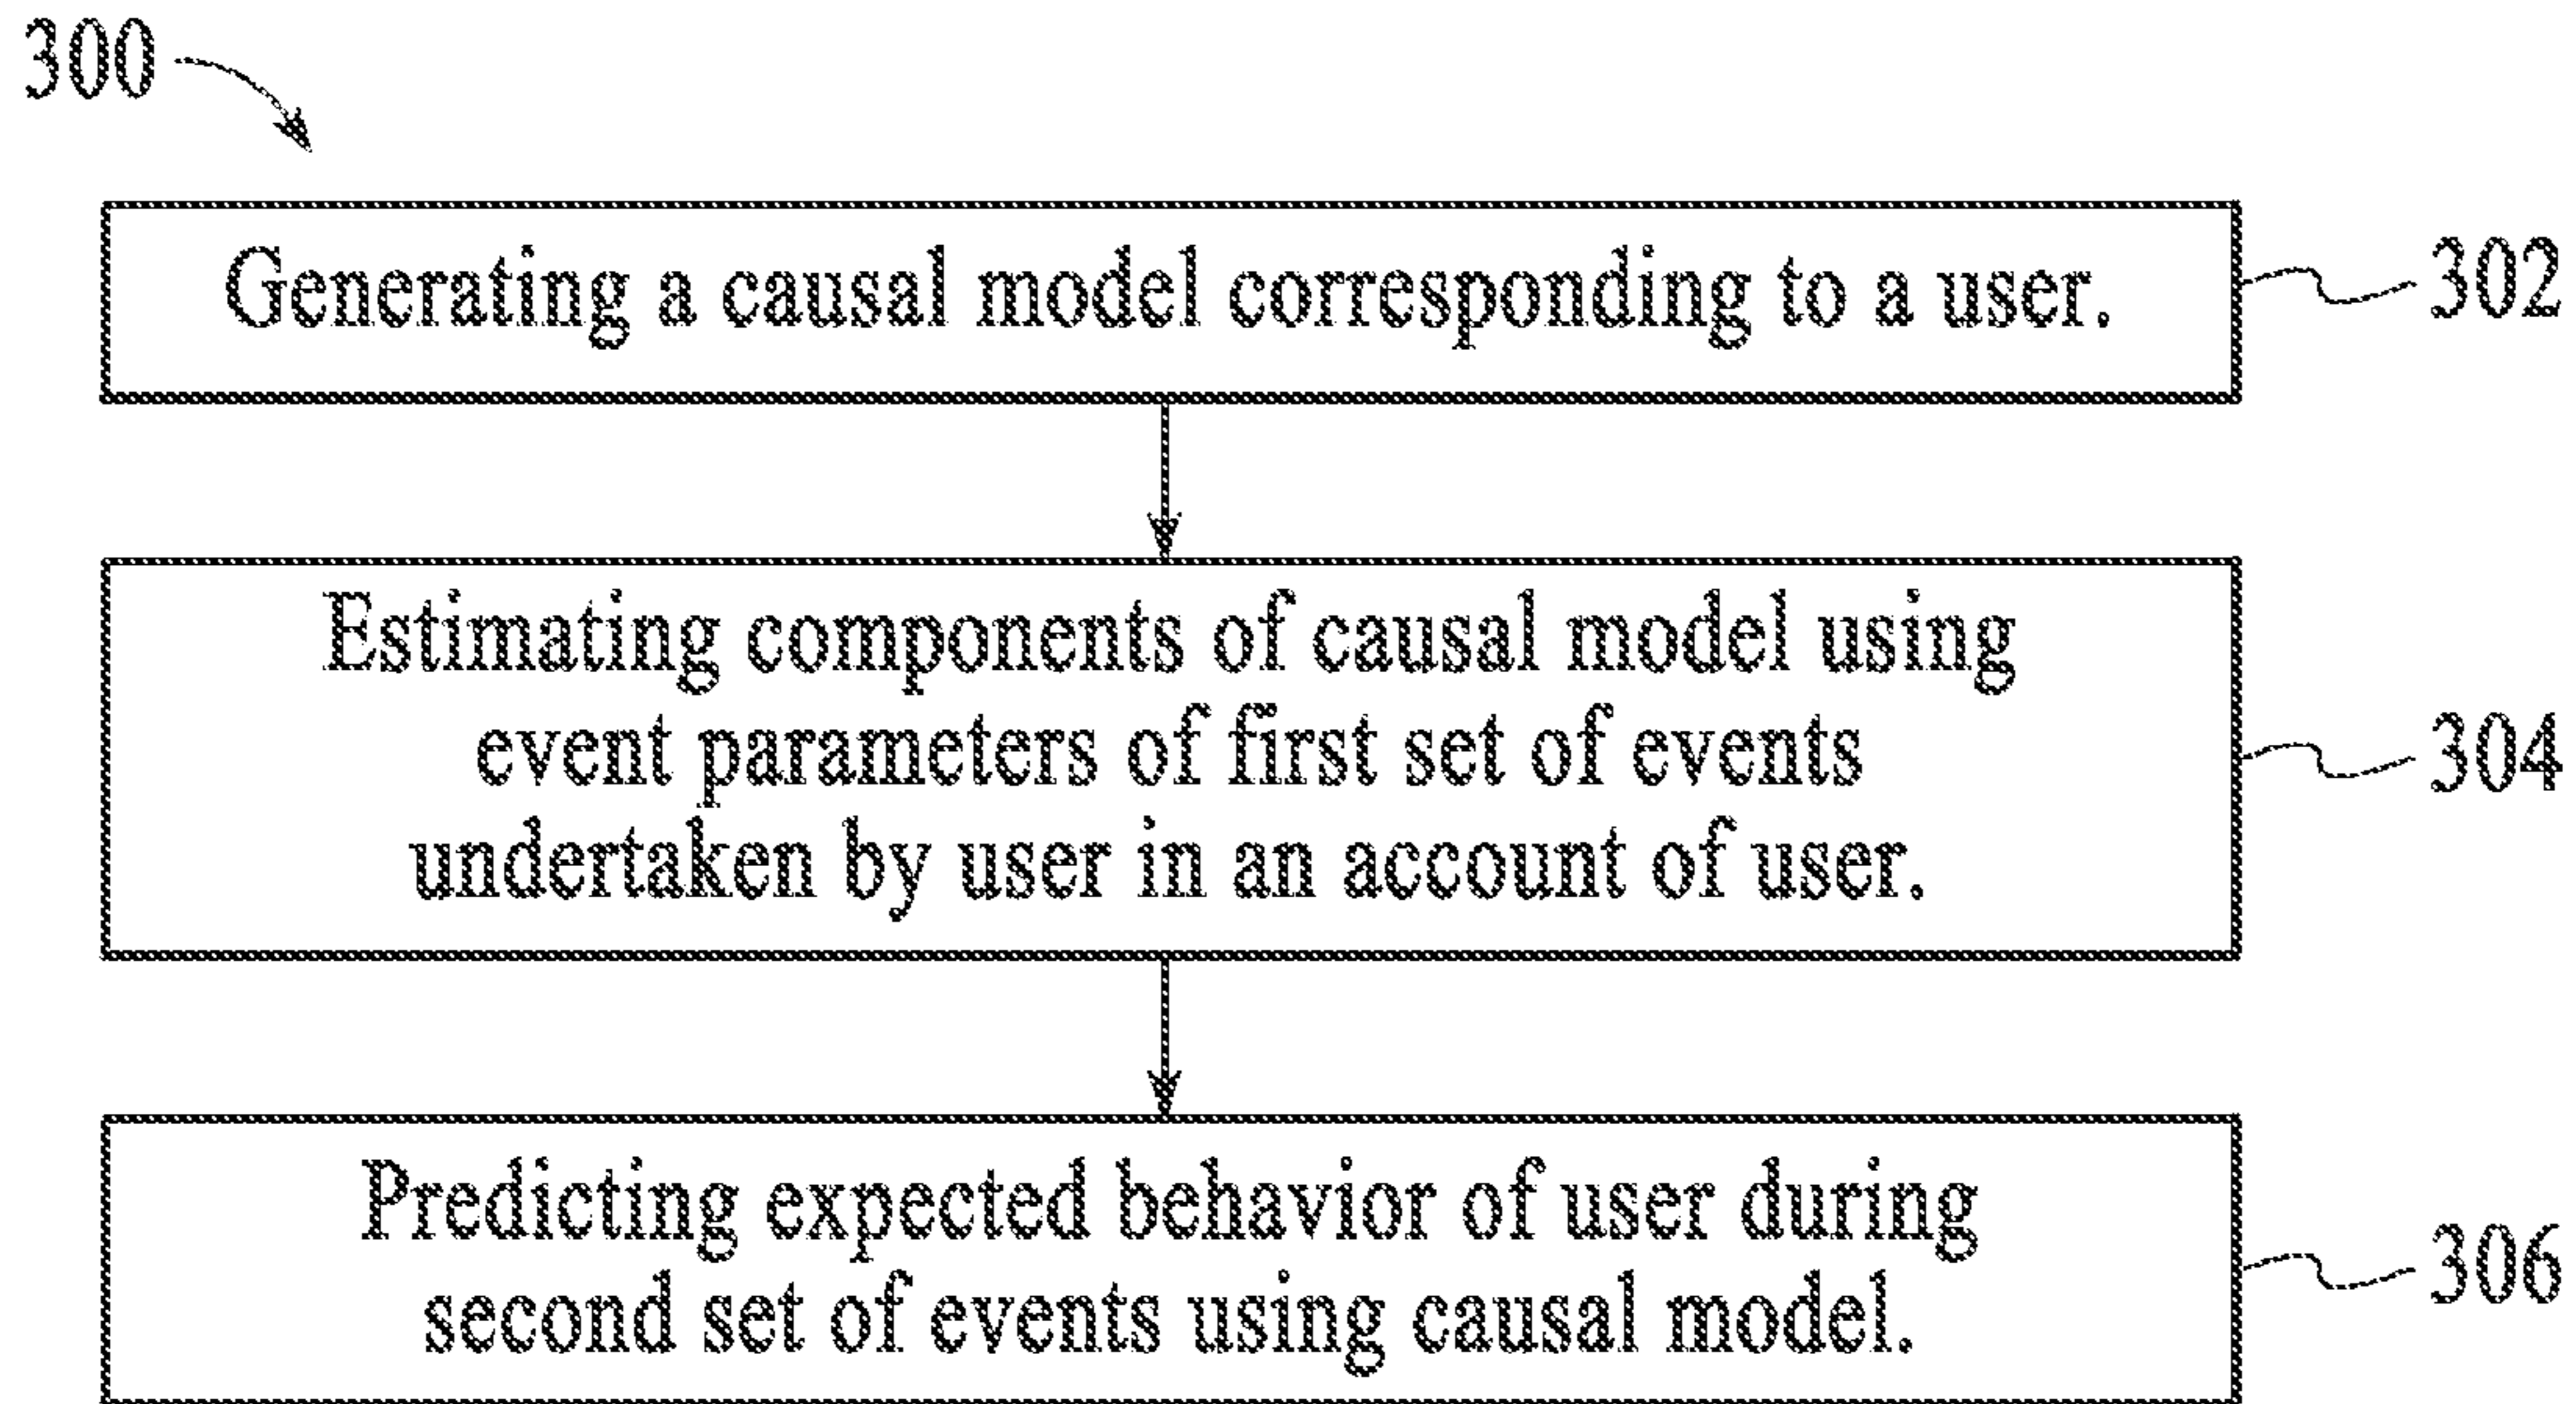 300
Generating a causal model corresponding to a user.
302
Estimating components of causal model using
event parameters of first set of events
304
undertaken by user in an account of user.
Predicting expected behavior of user during
306
second set of events using causal model.